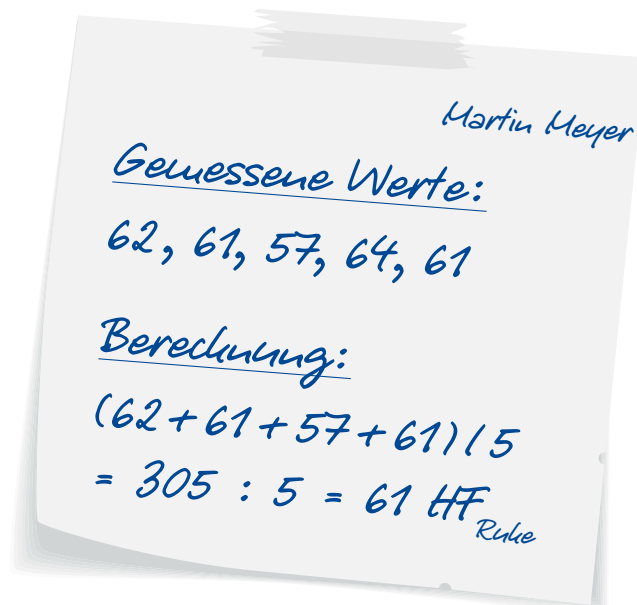 Martin Meyer
Gemessene Werte:
62, 61, 57, 64, 61
Berechnung:
(62 + 61 + 57 + 61) / 5
= 305 : 5 = 61 HF
Ruhe